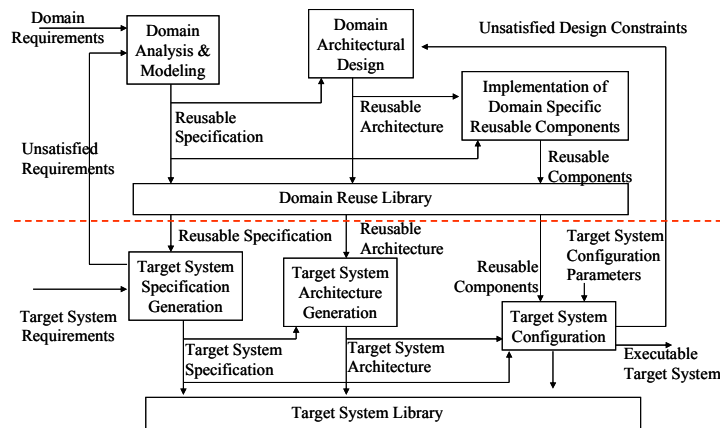 Domain
Requirements
Domain
Analysis &
Modeling
Domain
Architectural
Design
Unsatisfied Design Constraints
Implementation of
Domain Specific
Reusable Components
Reusable
Specification
Reusable
Architecture
Unsatisfied
Requirements
Reusable
Components
Domain Reuse Library
Reusable Specification
Reusable
Architecture
Reusable
Components
Target System
Configuration
Parameters
Target System
Requirements
Target System
Specification
Generation
Target System
Architecture
Generation
Target System
Configuration
Target System
Specification
Target System
Architecture
Executable
Target System
Target System Library